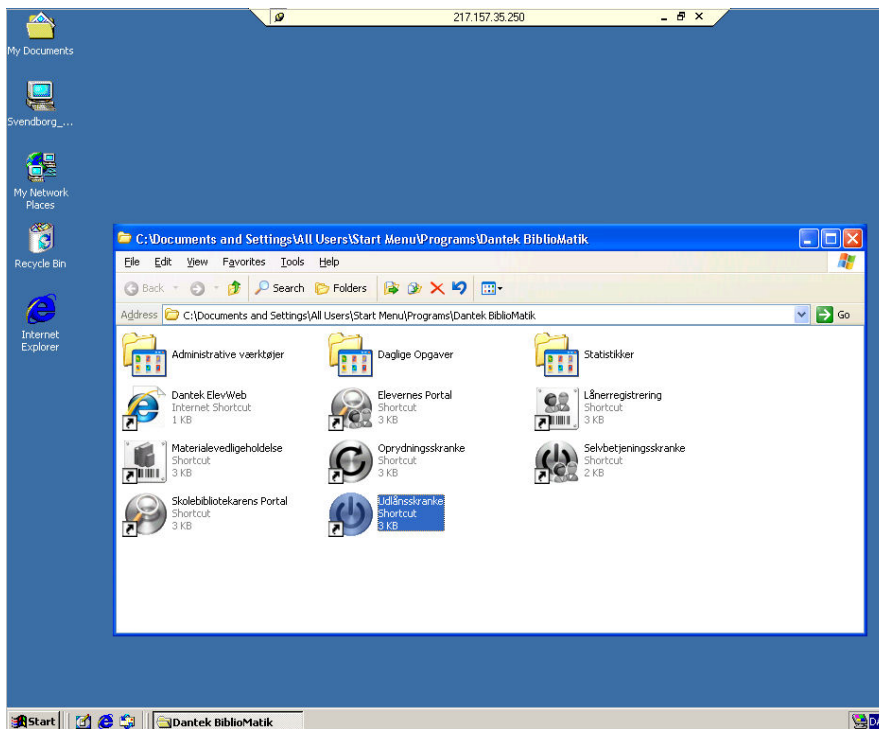 217.157.35.250
My Documents
Svendborg_...
My Network
Places
Recycle Bin
Internet
Explorer
C:\Documents and Settings\All Users\Start Menu\Programs\Dantek BiblioMatik
File Edit View Favorites Tools Help
Back Search Folders
Address C:\Documents and Settings\All Users\Start Menu\Programs\Dantek BiblioMatik Go
Administrative værktøjer
Daglige Opgaver
Statistikker
Dantek ElevWeb
Internet Shortcut
1 KB
Elevernes Portal
Shortcut
3 KB
Lånerregistrering
Shortcut
3 KB
Materialevedligeholdelse
Shortcut
3 KB
Oprydningsskranke
Shortcut
3 KB
Selvbetjeningsskranke
Shortcut
2 KB
Skolebibliotekarens Portal
Shortcut
3 KB
Udlånsskranke
Shortcut
3 KB
Start Dantek BiblioMatik DA